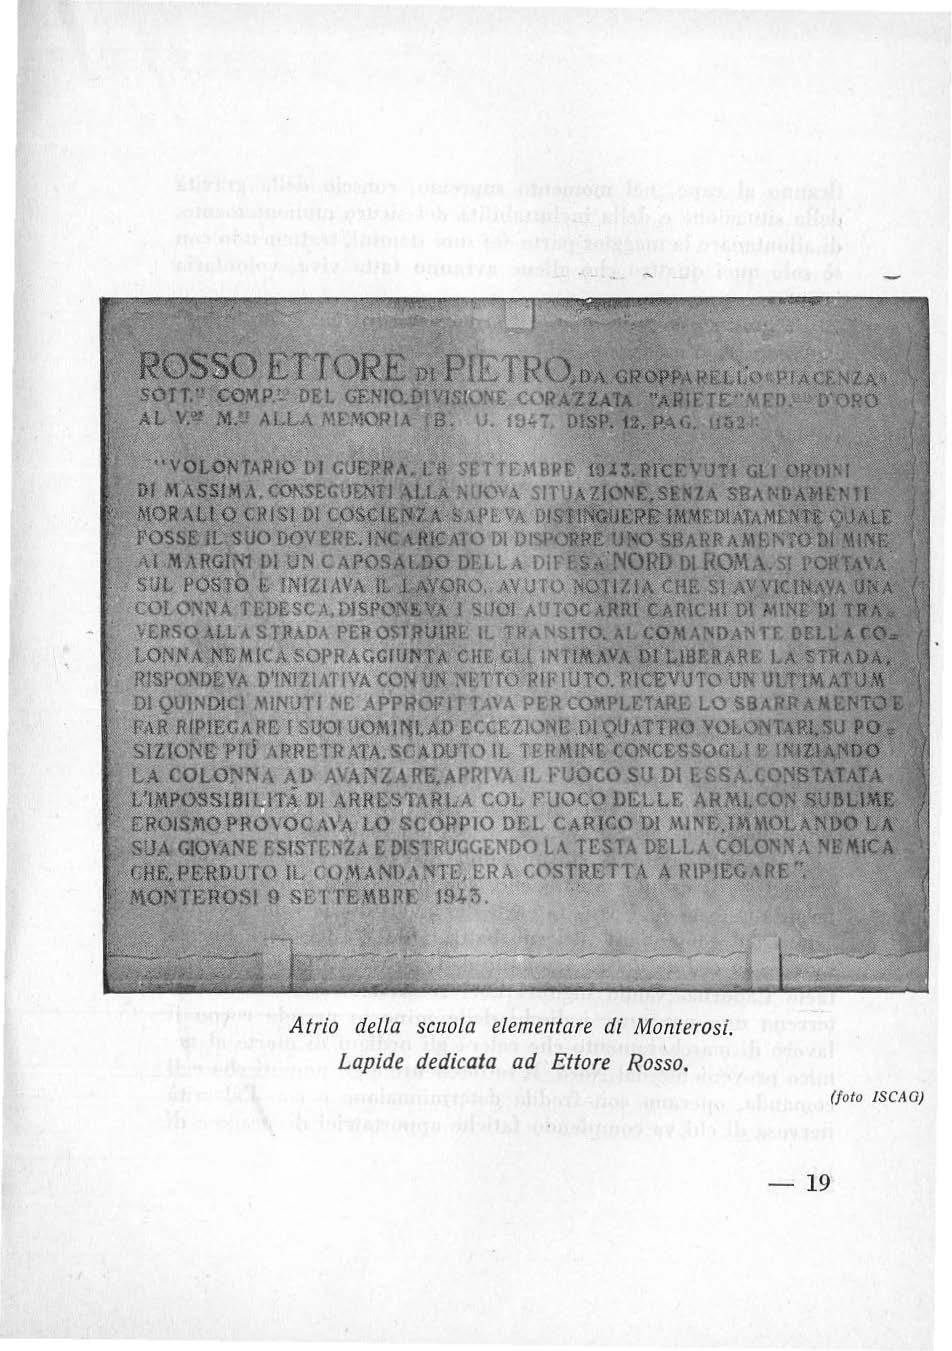 ROSSO ETTORE DI PIETRO, DA GROPPARELLO "PIACENZA"
SOTT.TE COMP.TO DEL GENIO.DIVISIONE CORAZZATA "ARIETE" MED. D'ORO
AL V.RE M.RE ALLA MEMORIA (B. U. 1947, DISP. 12, PAG. 1152):
"VOLONTARIO DI GUERRA, L'8 SETTEMBRE 1943, RICEVUTI GLI ORDINI
DI MASSIMA, CONSEGUENTI ALLA NUOVA SITUAZIONE, SENZA SBANDAMENTI
MORALI O CRISI DI COSCIENZA SAPEVA DISTINGUERE IMMEDIATAMENTE QUALE
FOSSE IL SUO DOVERE. INCARICATO DI DISPORRE UNO SBARRAMENTO DI MINE
AI MARGINI DI UN CAPOSALDO DELLA DIFESA NORD DI ROMA, SI PORTAVA
SUL POSTO E INIZIAVA IL LAVORO. AVUTO NOTIZIA CHE SI AVVICINAVA UNA
COLONNA TEDESCA, DISPONEVA I SUOI AUTOCARRI CARICHI DI MINE DI TRA=
VERSO ALLA STRADA PER OSTRUIRE IL TRANSITO. AL COMANDANTE DELLA CO=
LONNA NEMICA SOPRAGGIUNTA CHE GLI INTIMAVA DI LIBERARE LA STRADA,
RISPONDEVA D'INIZIATIVA CON UN NETTO RIFIUTO. RICEVUTO UN ULTIMATUM
DI QUINDICI MINUTI NE APPROFITTAVA PER COMPLETARE LO SBARRAMENTO E
FAR RIPIEGARE I SUOI UOMINI, AD ECCEZIONE DI QUATTRO VOLONTARI, SU PO=
SIZIONE PIÙ ARRETRATA. SCADUTO IL TERMINE CONCESSOGLI E INIZIANDO
LA COLONNA AD AVANZARE, APRIVA IL FUOCO SU DI ESSA. CONSTATATA
L'IMPOSSIBILITÀ DI ARRESTARLA COL FUOCO DELLE ARMI, CON SUBLIME
EROISMO PROVOCAVA LO SCOPPIO DEL CARICO DI MINE, IMMOLANDO LA
SUA GIOVANE ESISTENZA E DISTRUGGENDO LA TESTA DELLA COLONNA NEMICA
CHE, PERDUTO IL COMANDANTE, ERA COSTRETTA A RIPIEGARE".
MONTEROSI 9 SETTEMBRE 1943.
Atrio della scuola elementare di Monterosi.
Lapide dedicata ad Ettore Rosso.
(foto ISCAG)
— 19